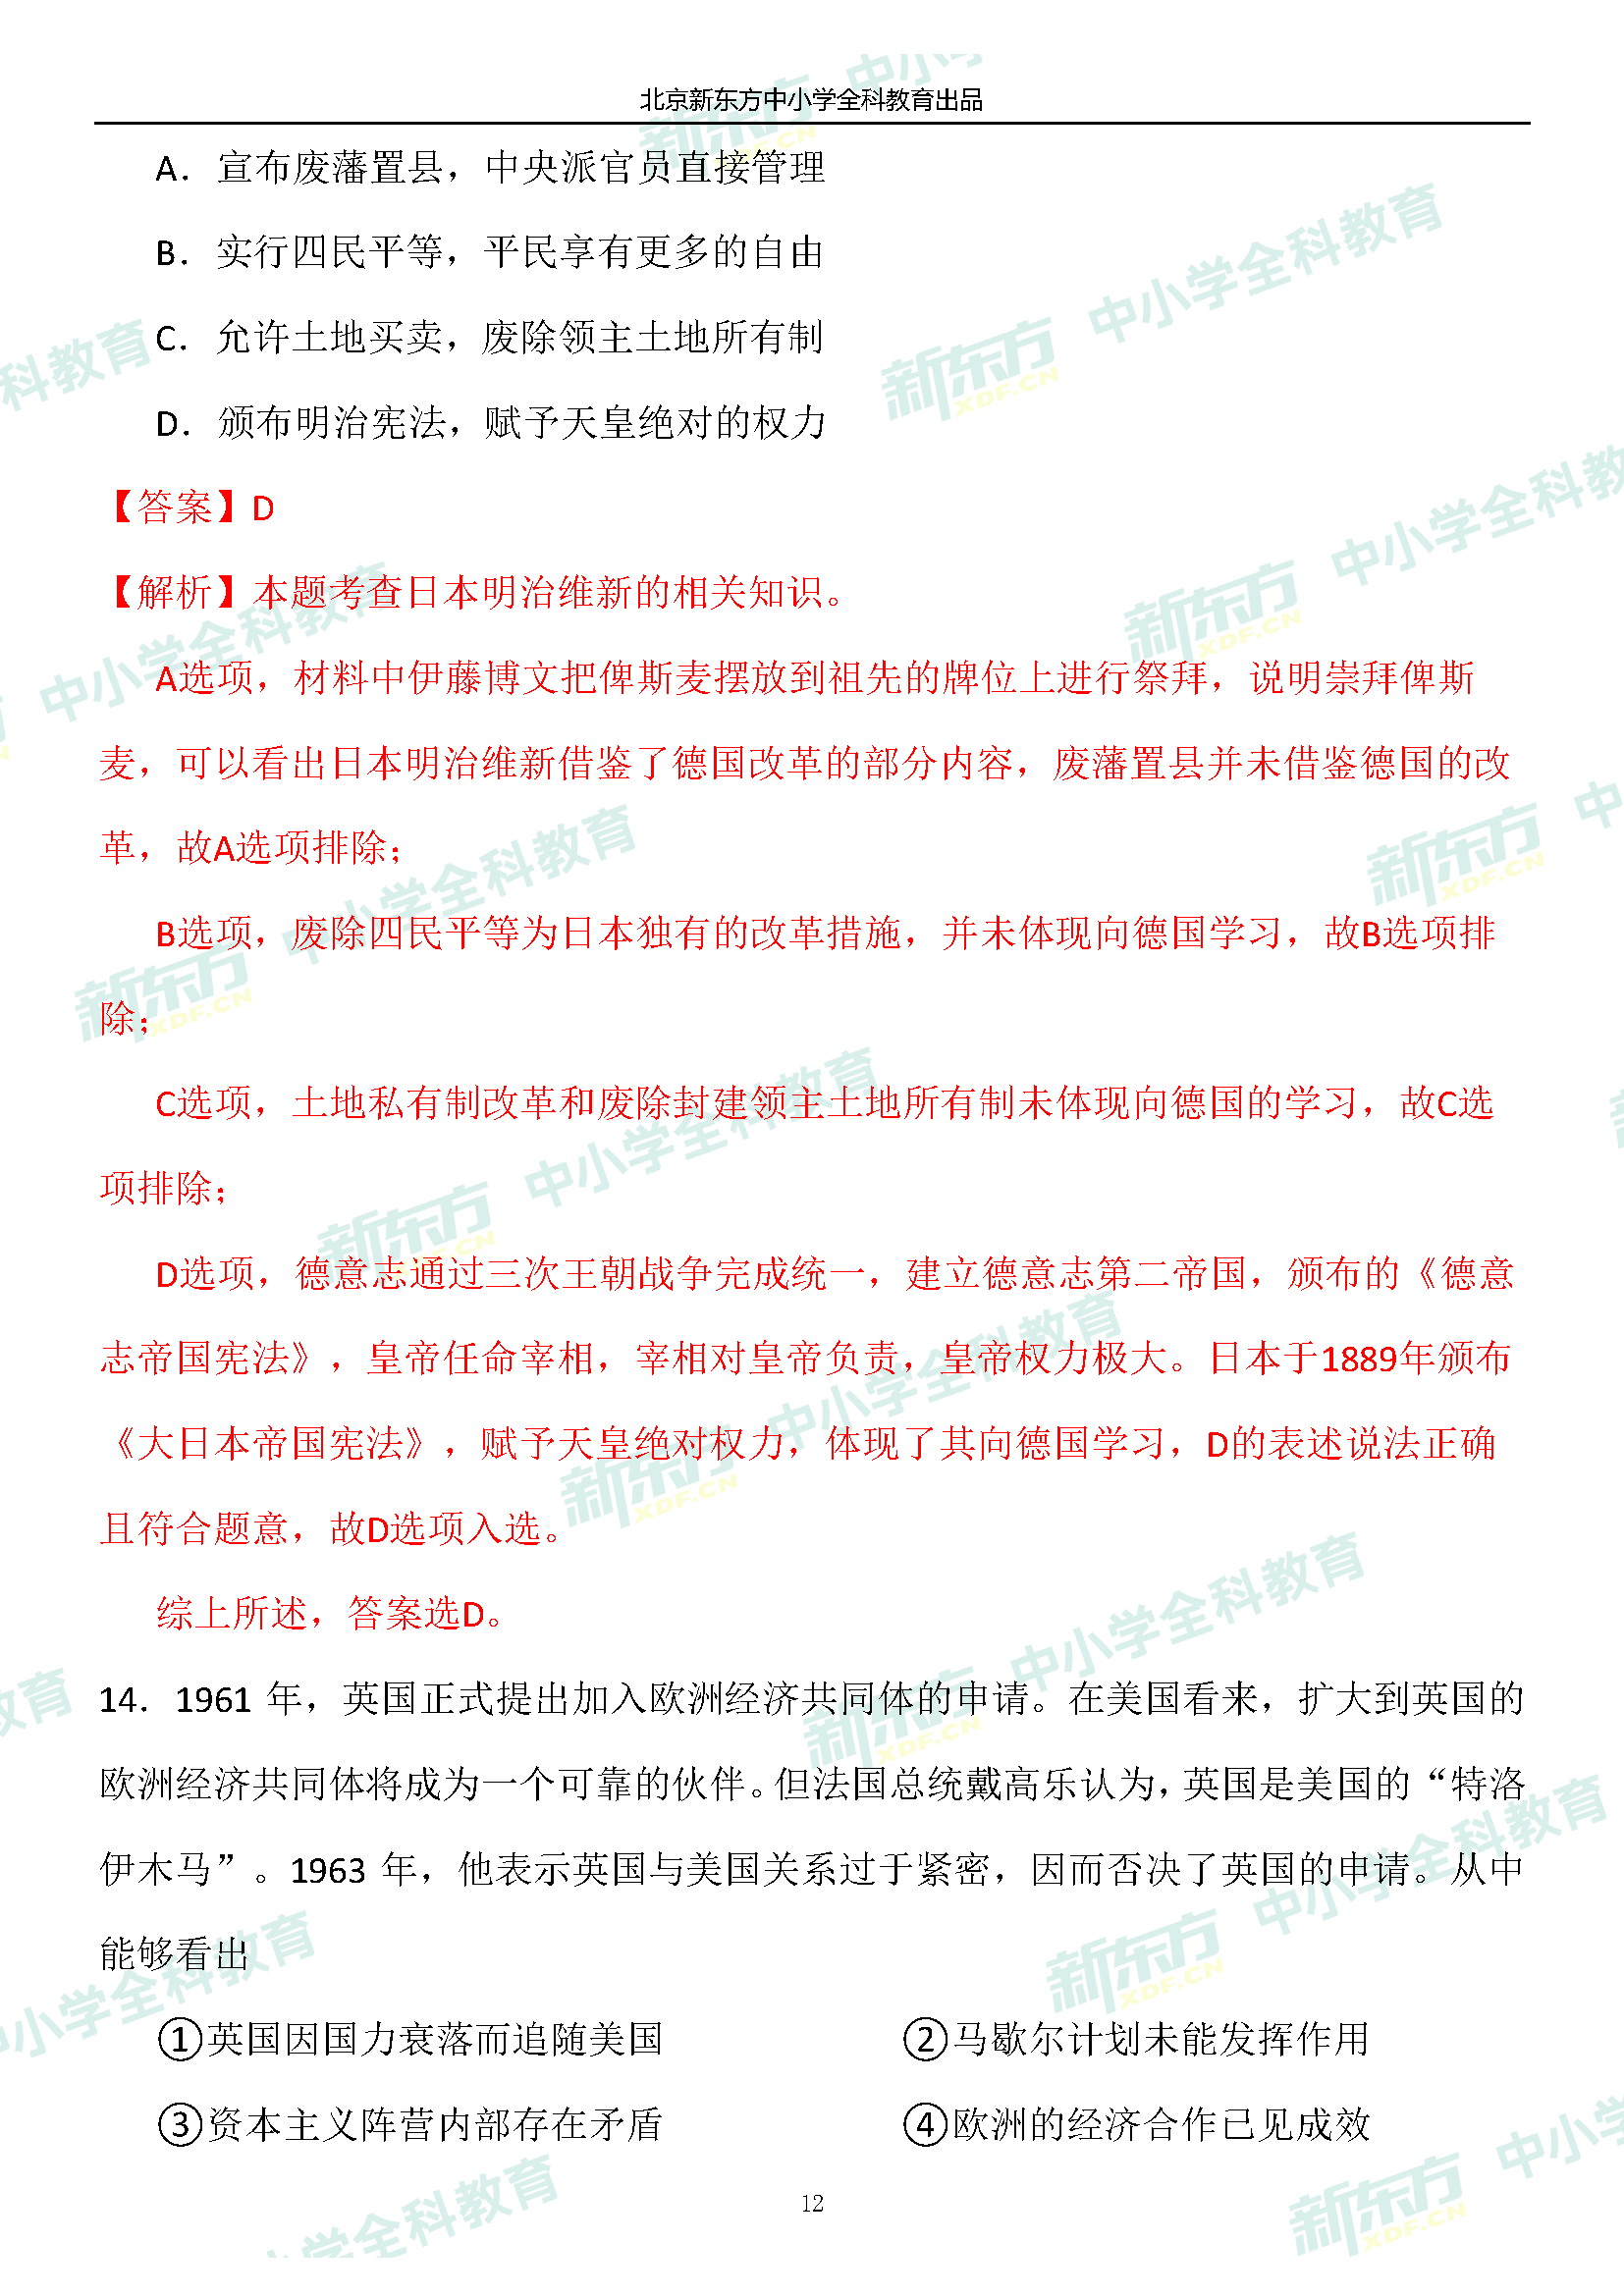 北京新东方中小学全科教育出品
A．宣布废藩置县，中央派官员直接管理
B．实行四民平等，平民享有更多的自由
C．允许土地买卖，废除领主土地所有制
D．颁布明治宪法，赋予天皇绝对的权力
【答案】D
【解析】本题考查日本明治维新的相关知识。
A选项，材料中伊藤博文把俾斯麦摆放到祖先的牌位上进行祭拜，说明崇拜俾斯
麦，可以看出日本明治维新借鉴了德国改革的部分内容，废藩置县并未借鉴德国的改
革，故A选项排除；
B选项，废除四民平等为日本独有的改革措施，并未体现向德国学习，故B选项排
除；
C选项，土地私有制改革和废除封建领主土地所有制未体现向德国的学习，故C选
项排除；
D选项，德意志通过三次王朝战争完成统一，建立德意志第二帝国，颁布的《德意
志帝国宪法》，皇帝任命宰相，宰相对皇帝负责，皇帝权力极大。日本于1889年颁布
《大日本帝国宪法》，赋予天皇绝对权力，体现了其向德国学习，D的表述说法正确
且符合题意，故D选项入选。
综上所述，答案选D。
14．1961 年，英国正式提出加入欧洲经济共同体的申请。在美国看来，扩大到英国的
欧洲经济共同体将成为一个可靠的伙伴。但法国总统戴高乐认为，英国是美国的“特洛
伊木马”。1963 年，他表示英国与美国关系过于紧密，因而否决了英国的申请。从中
能够看出
①英国因国力衰落而追随美国 ②马歇尔计划未能发挥作用
③资本主义阵营内部存在矛盾 ④欧洲的经济合作已见成效
12